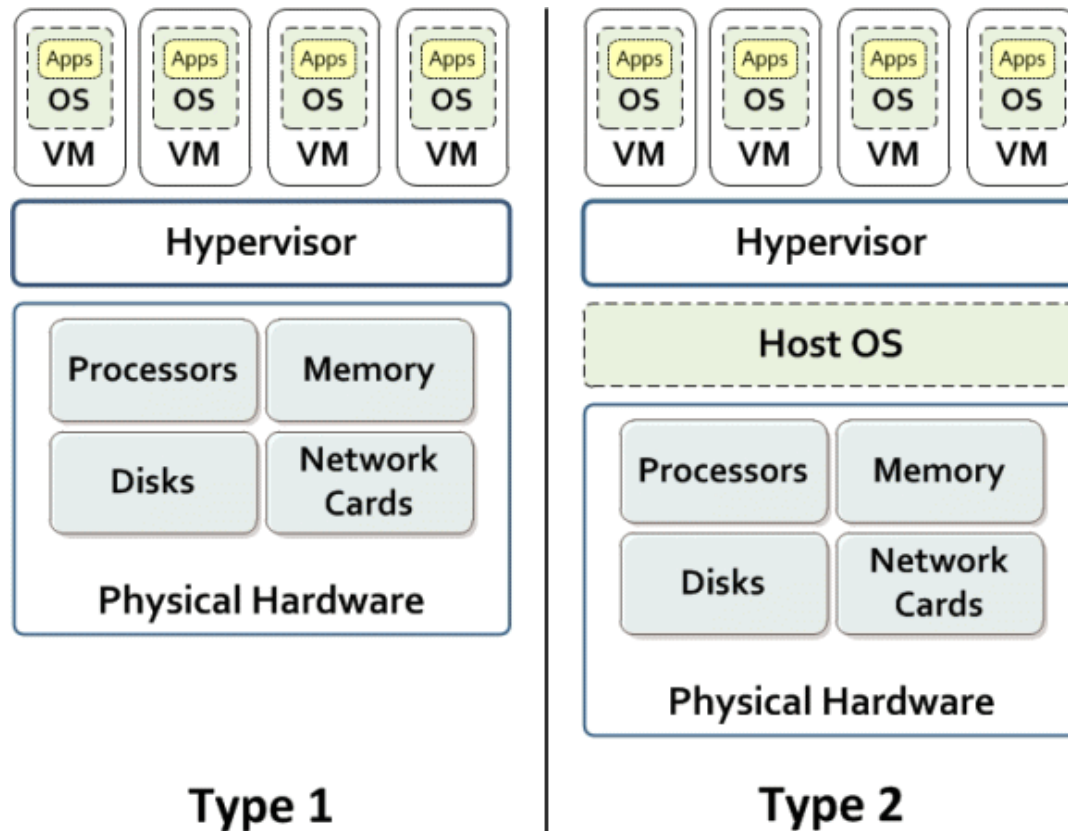 Apps
OS
VM
Apps
OS
VM
Apps
OS
VM
Apps
OS
VM
Hypervisor
Processors
Memory
Disks
Network
Cards
Physical Hardware
Type 1
Apps
OS
VM
Apps
OS
VM
Apps
OS
VM
Apps
OS
VM
Hypervisor
Host OS
Processors
Memory
Disks
Network
Cards
Physical Hardware
Type 2